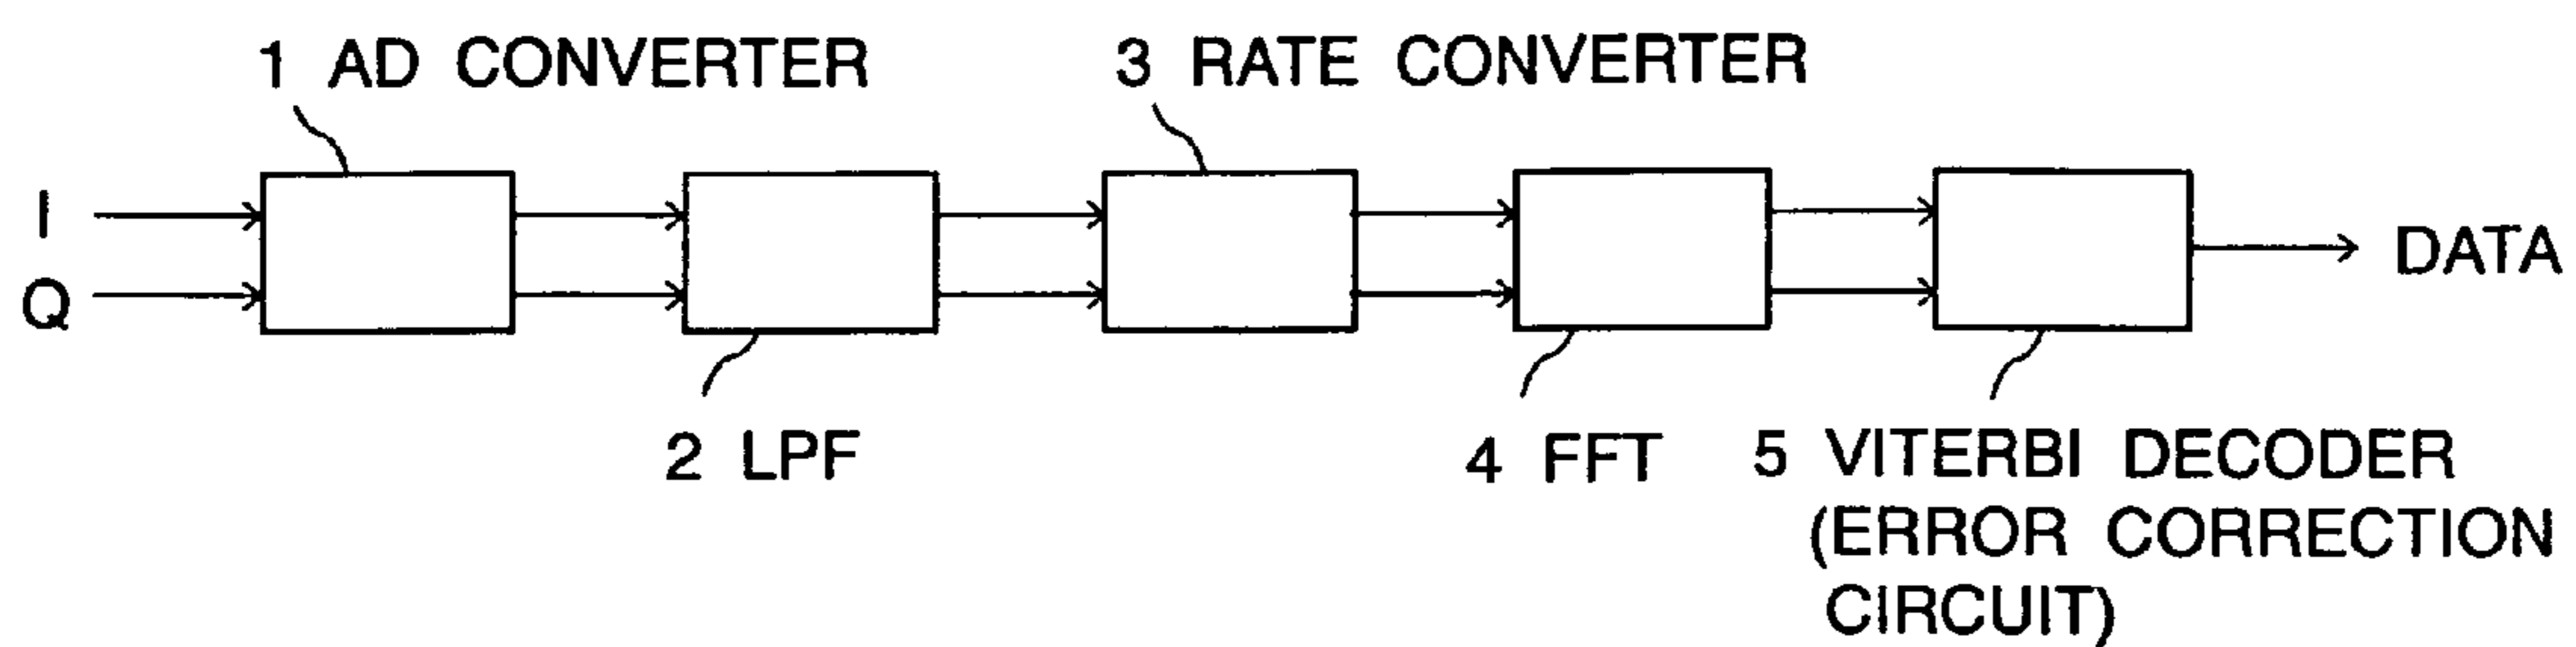 1 AD CONVERTER
3 RATE CONVERTER
I
Q
DATA
2 LPF
4 FFT
5 VITERBI DECODER
(ERROR CORRECTION
CIRCUIT)